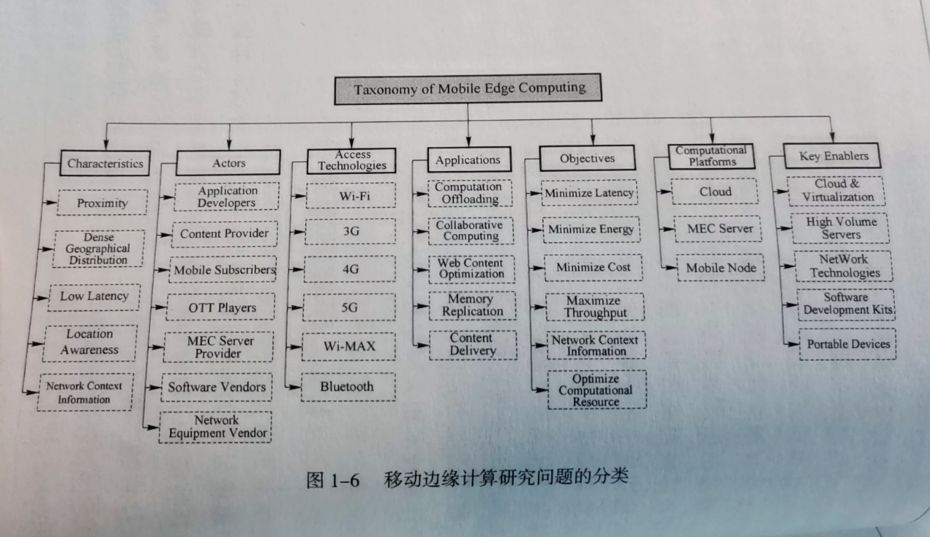 Taxonomy of Mobile Edge Computing
Characteristics
Proximity
Dense
Geographical
Distribution
Low Latency
Location
Awareness
Network Context
Information
Actors
Application
Developers
Content Provider
Mobile Subscribers
OTT Players
MEC Server
Provider
Software Vendors
Network
Equipment Vendor
Access
Technologies
Wi-Fi
3G
4G
5G
Wi-MAX
Bluetooth
Applications
Computation
Offloading
Collaborative
Computing
Web Content
Optimization
Memory
Replication
Content
Delivery
Objectives
Minimize Latency
Minimize Energy
Minimize Cost
Maximize
Throughput
Network Context
Information
Optimize
Computational
Resource
Computational
Platforms
Cloud
MEC Server
Mobile Node
Key Enablers
Cloud &
Virtualization
High Volume
Servers
NetWork
Technologies
Software
Development Kits
Portable Devices
图 1-6 移动边缘计算研究问题的分类